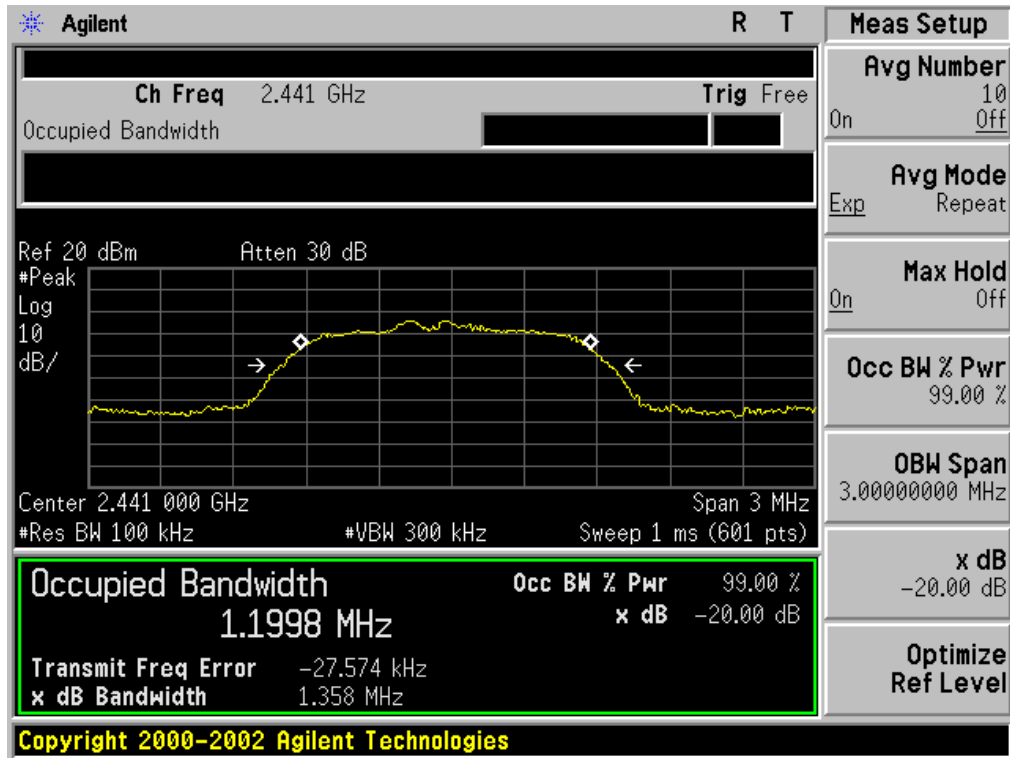 Agilent R T
Meas Setup
Ch Freq 2.441 GHz Trig Free
Occupied Bandwidth
Ref 20 dBm Atten 30 dB
#Peak
Log
10
dB/
Center 2.441 000 GHz Span 3 MHz
#Res BW 100 kHz #VBW 300 kHz Sweep 1 ms (601 pts)
Occupied Bandwidth Occ BW % Pwr 99.00 %
1.1998 MHz x dB -20.00 dB
Transmit Freq Error -27.574 kHz
x dB Bandwidth 1.358 MHz
Avg Number
10
On Off
Avg Mode
Exp Repeat
Max Hold
On Off
Occ BW % Pwr
99.00 %
OBW Span
3.00000000 MHz
x dB
-20.00 dB
Optimize
Ref Level
Copyright 2000-2002 Agilent Technologies